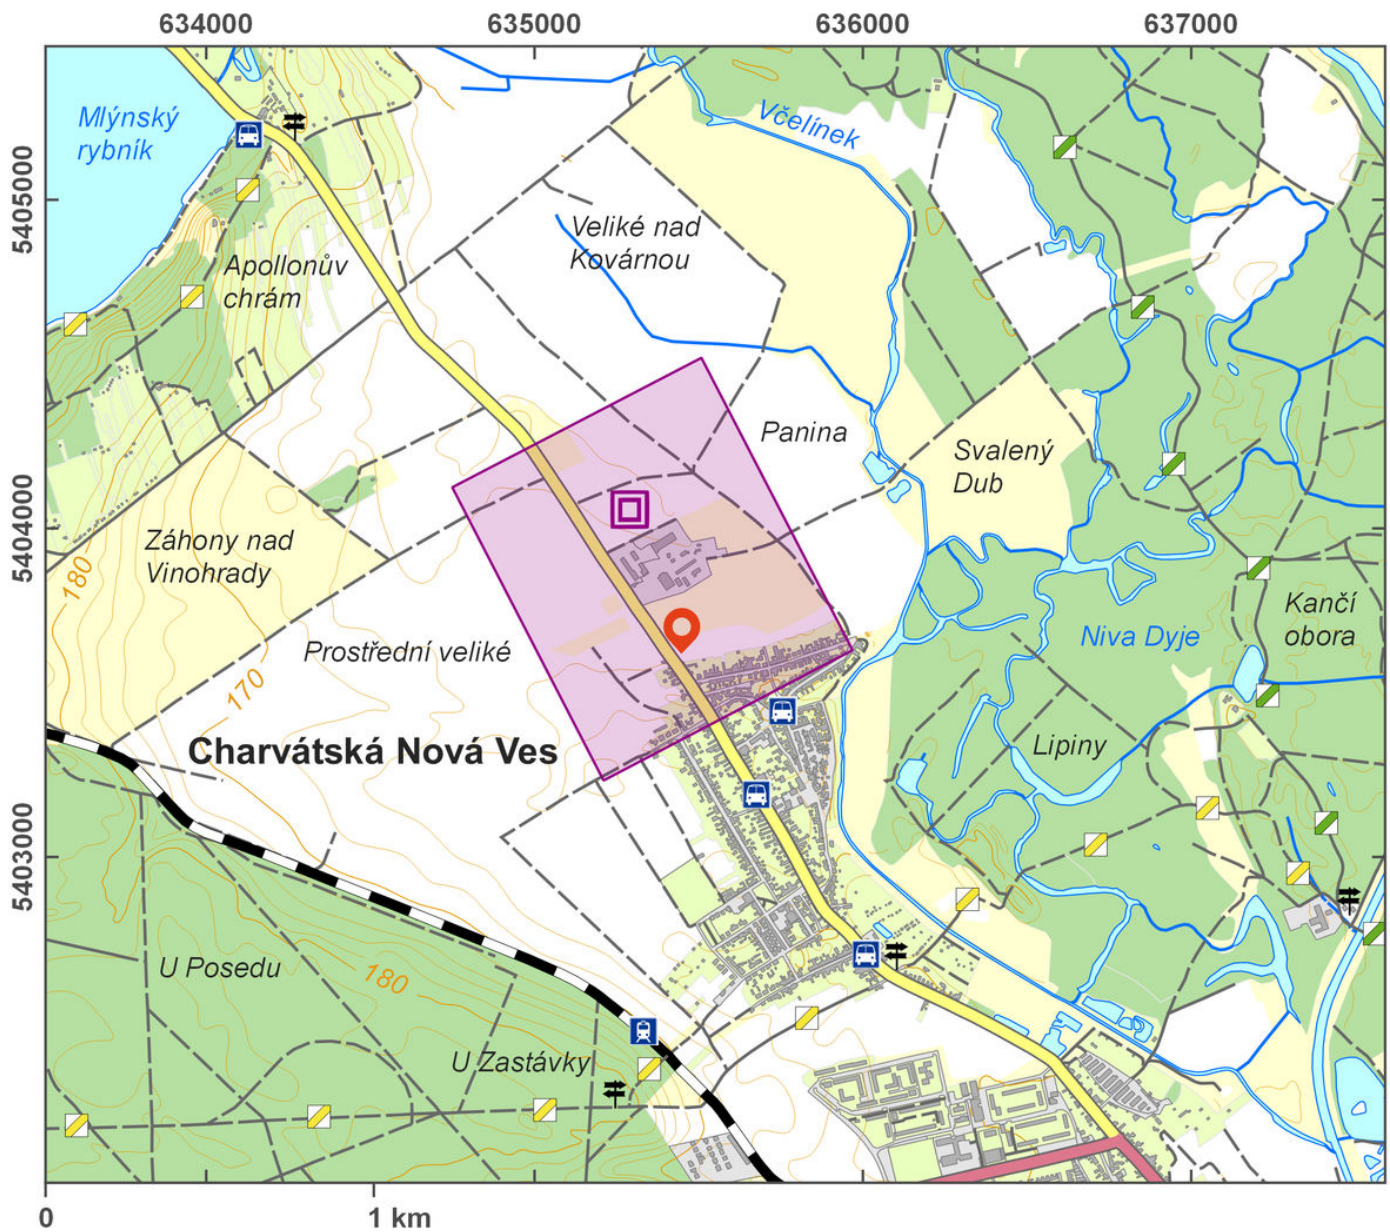 634000 635000 636000 637000
Mlýnský
rybník
Včelínek
5405000
Veliké nad
Kovárnou
Apollonův
chrám
Panina
Svalený
Dub
5404000
Záhony nad
Vinohrady
180
Kančí
obora
Niva Dyje
Prostřední veliké
170
Lipiny
Charvátská Nová Ves
5403000
U Posedu
180
U Zastávky
0 1 km